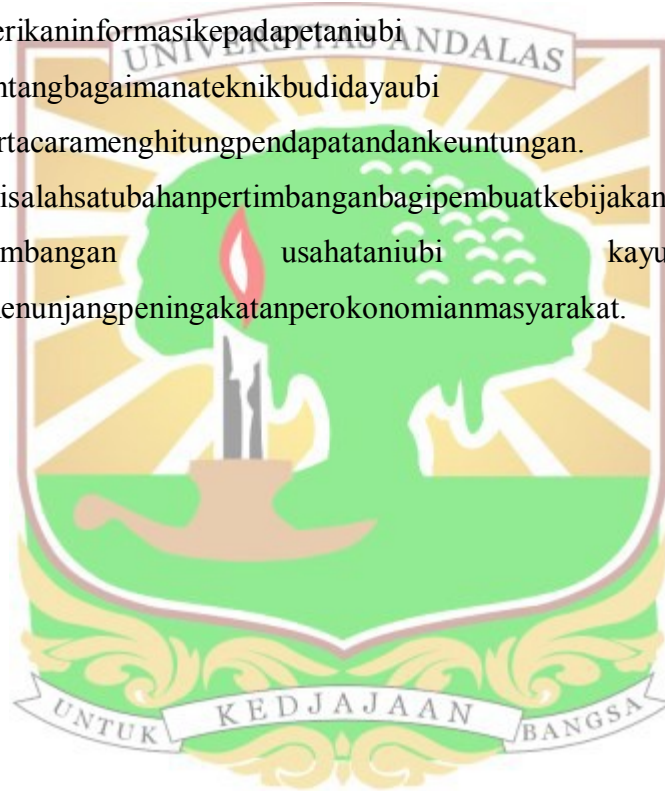 erikaninformasikepadapetaniubi
UNIVERSITAS ANDALAS
ntangbagaimanateknikbudidayaubi
rtacaramenghitungpendapatandankeuntungan.
isalahsatubahanpertimbanganbagipembuatkebijakan
mbangan usahataniubi kayu
enunjangpeningakatanperokonomianmasyarakat.
UNTUK KEDJAJAAN BANGSA